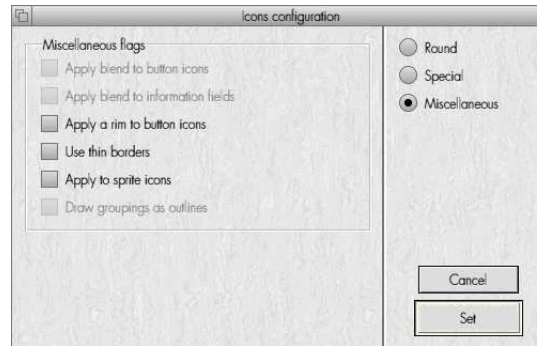 Icons configuration
Miscellaneous flags
Apply blend to button icons
Apply blend to information fields
Apply a rim to button icons
Use thin borders
Apply to sprite icons
Draw groupings as outlines
Round
Special
Miscellaneous
Cancel
Set